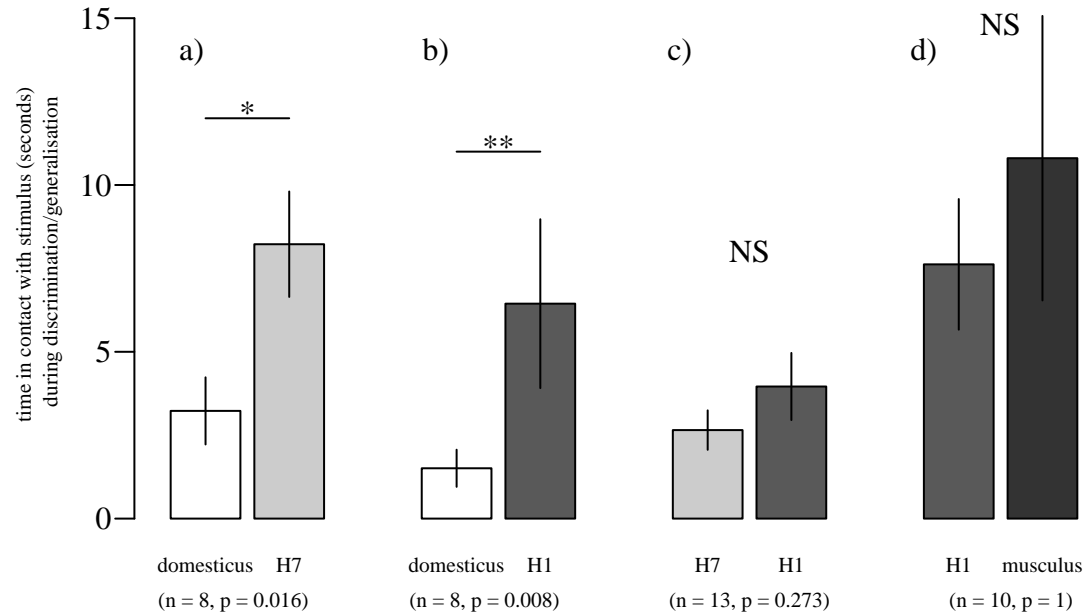 time in contact with stimulus (seconds)
during discrimination/generalisation
15
10
5
0
a)
*
domesticus H7
(n = 8, p = 0.016)
b)
**
domesticus H1
(n = 8, p = 0.008)
c)
NS
H7 H1
(n = 13, p = 0.273)
d)
NS
H1 musculus
(n = 10, p = 1)